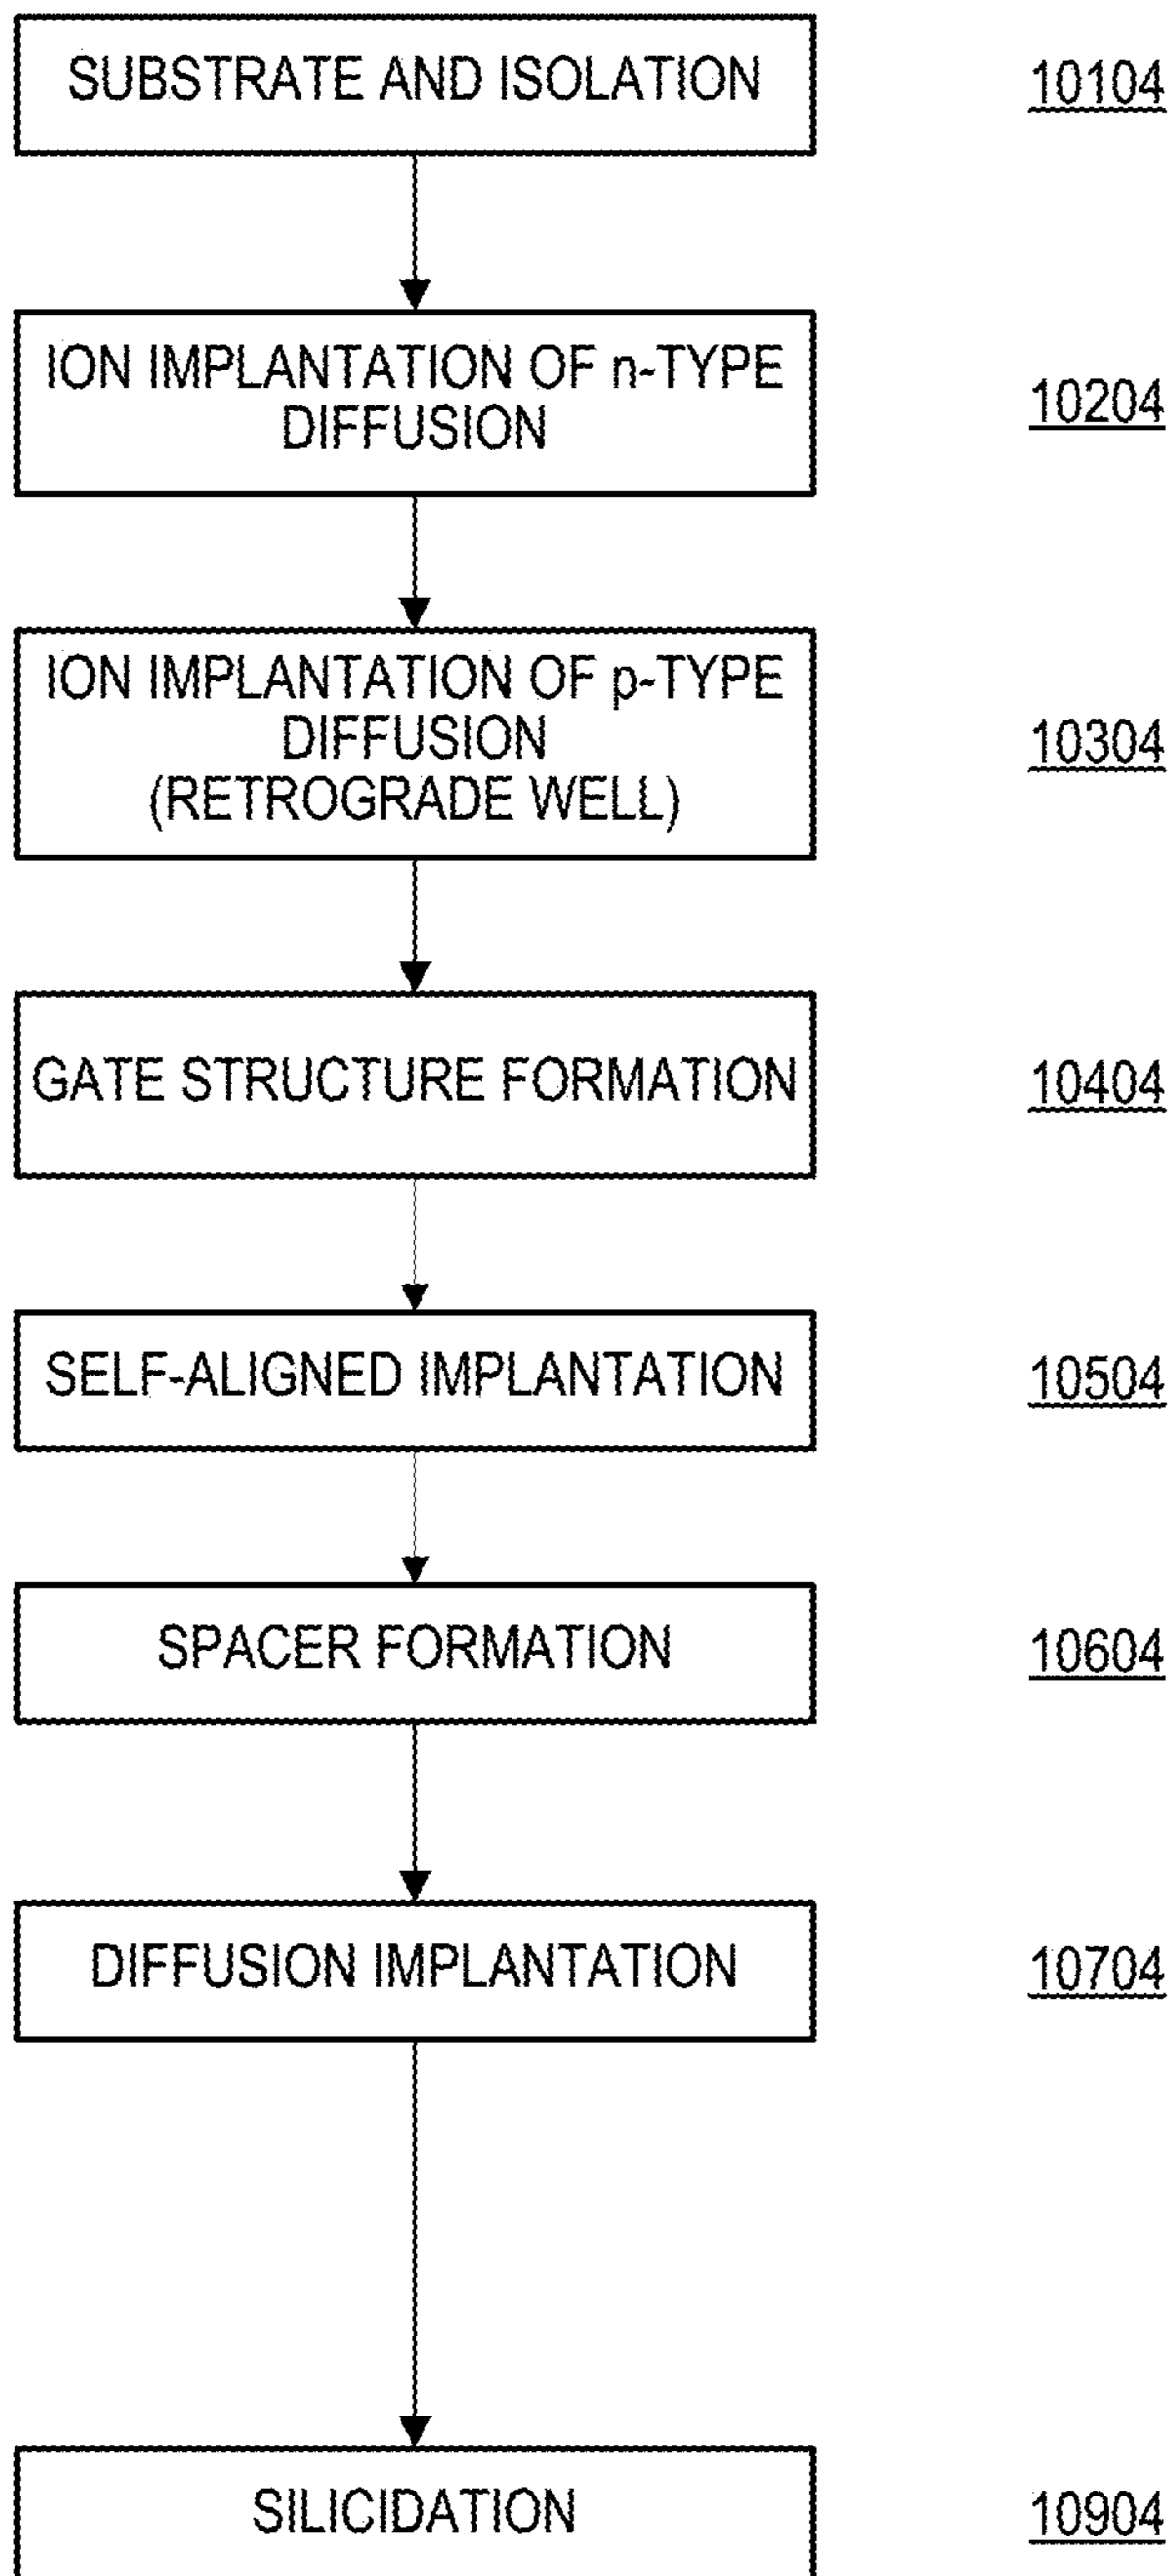 SUBSTRATE AND ISOLATION 10104
ION IMPLANTATION OF n-TYPE
DIFFUSION 10204
ION IMPLANTATION OF p-TYPE
DIFFUSION 10304
(RETROGRADE WELL)
GATE STRUCTURE FORMATION 10404
SELF-ALIGNED IMPLANTATION 10504
SPACER FORMATION 10604
DIFFUSION IMPLANTATION 10704
SILICIDATION 10904